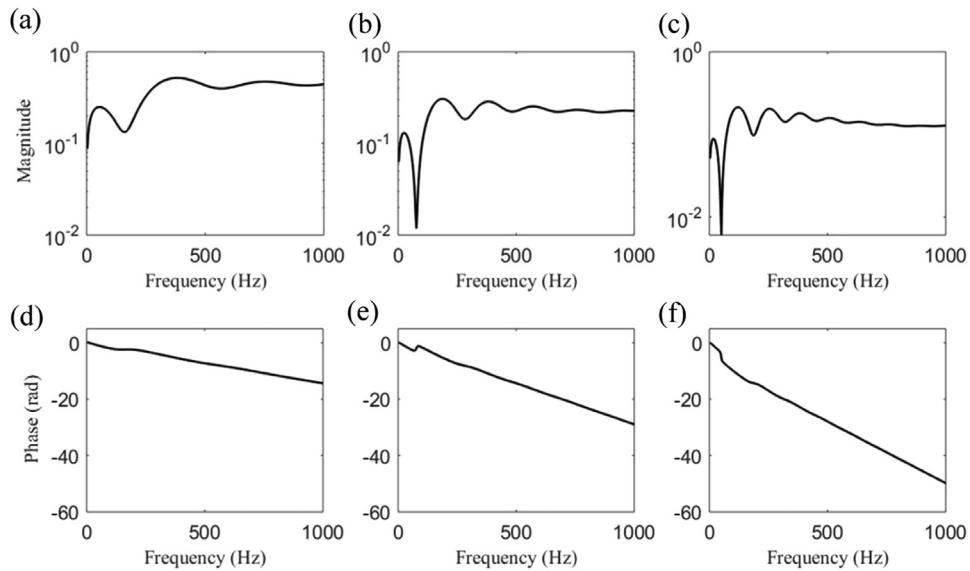 (a) (b) (c)
10^0 10^0 10^0
Magnitude
10^-1 10^-1
10^-2 10^-2 10^-2
0 500 1000 0 500 1000 0 500 1000
Frequency (Hz) Frequency (Hz) Frequency (Hz)
(d) (e) (f)
0 0 0
-20 -20 -20
Phase (rad)
-40 -40 -40
-60 -60 -60
0 500 1000 0 500 1000 0 500 1000
Frequency (Hz) Frequency (Hz) Frequency (Hz)